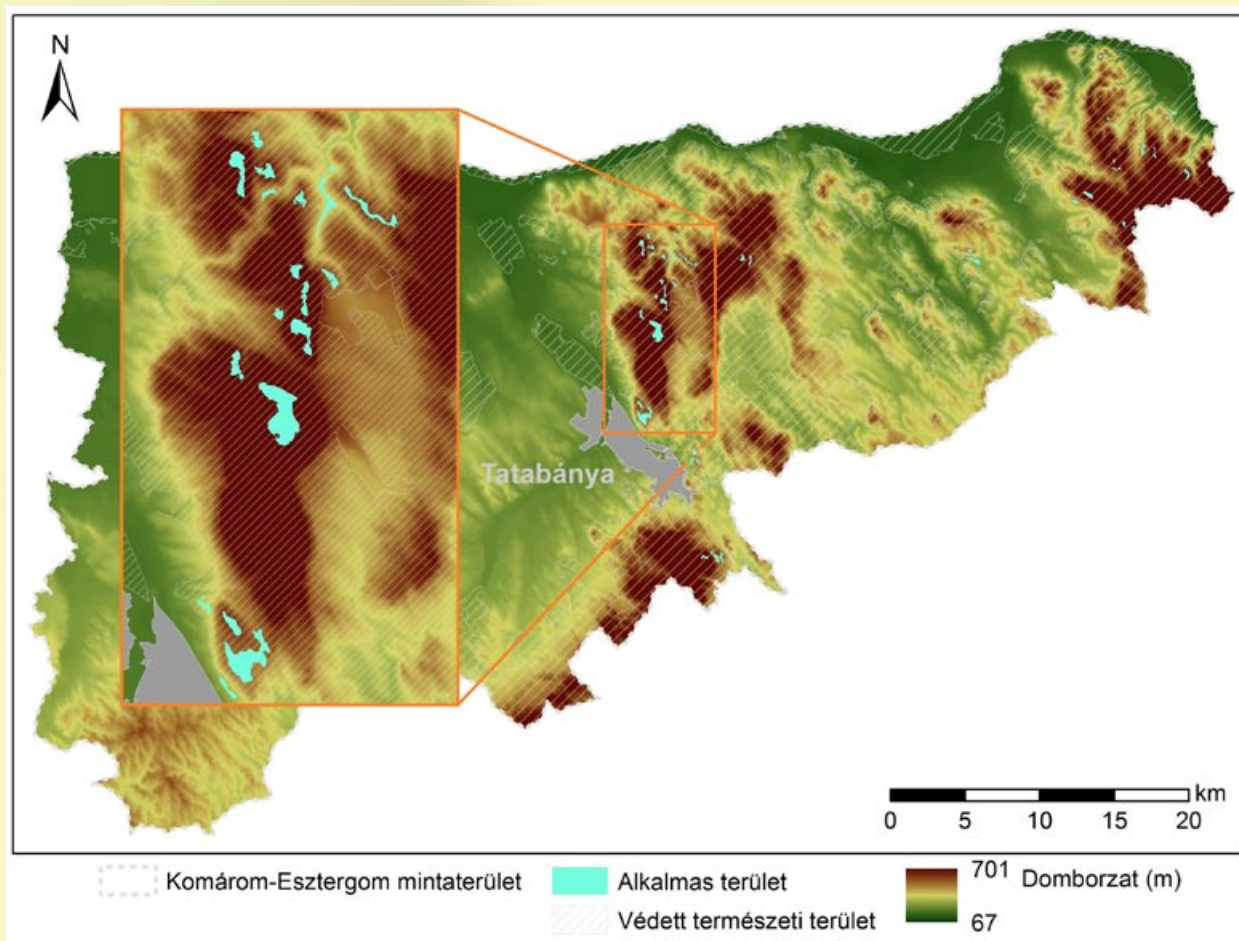 N
Tatabánya
km
0 5 10 15 20
Komárom-Esztergom mintaterület
Alkalmas terület
Védett természeti terület
701 Domborzat (m)
67